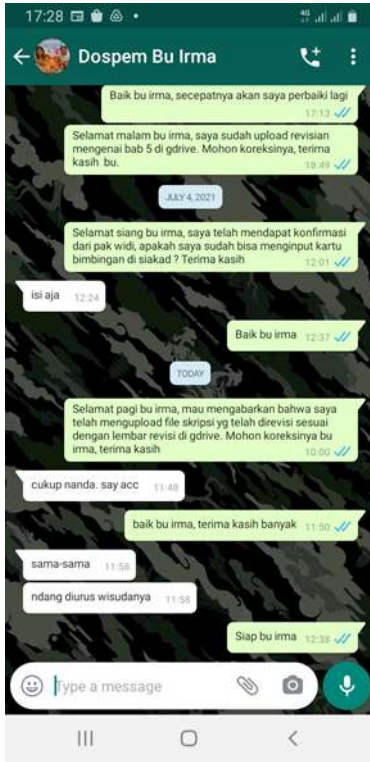 17:28
4G
Dospem Bu Irma
Baik bu irma, secepatnya akan saya perbaiki lagi
17:13
Selamat malam bu irma, saya sudah upload revisian
mengenai bab 5 di gdrive. Mohon koreksinya, terima
kasih bu.
18:49
JULY 4, 2021
Selamat siang bu irma, saya telah mendapat konfirmasi
dari pak widi, apakah saya sudah bisa menginput kartu
bimbingan di siakad ? Terima kasih
12:01
isi aja 12:24
Baik bu irma 12:37
TODAY
Selamat pagi bu irma, mau mengabarkan bahwa saya
telah mengupload file skripsi yg telah direvisi sesuai
dengan lembar revisi di gdrive. Mohon koreksinya bu
irma, terima kasih
10:00
cukup nanda. say acc 11:48
baik bu irma, terima kasih banyak 11:50
sama-sama 11:58
ndang diurus wisudanya 11:58
Siap bu irma 12:38
Type a message